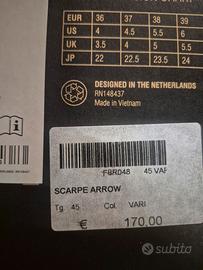 EUR 36 37 38 39
US 4 4.5 5.5 6
UK 3.5 4 5 5.5
JP 22 22.5 23.5 24
DESIGNED IN THE NETHERLANDS
RN148437
Made in Vietnam
FBR048 45 VAR
SCARPE ARROW
Tg. 45 Col. VARI
€ 170,00
subito